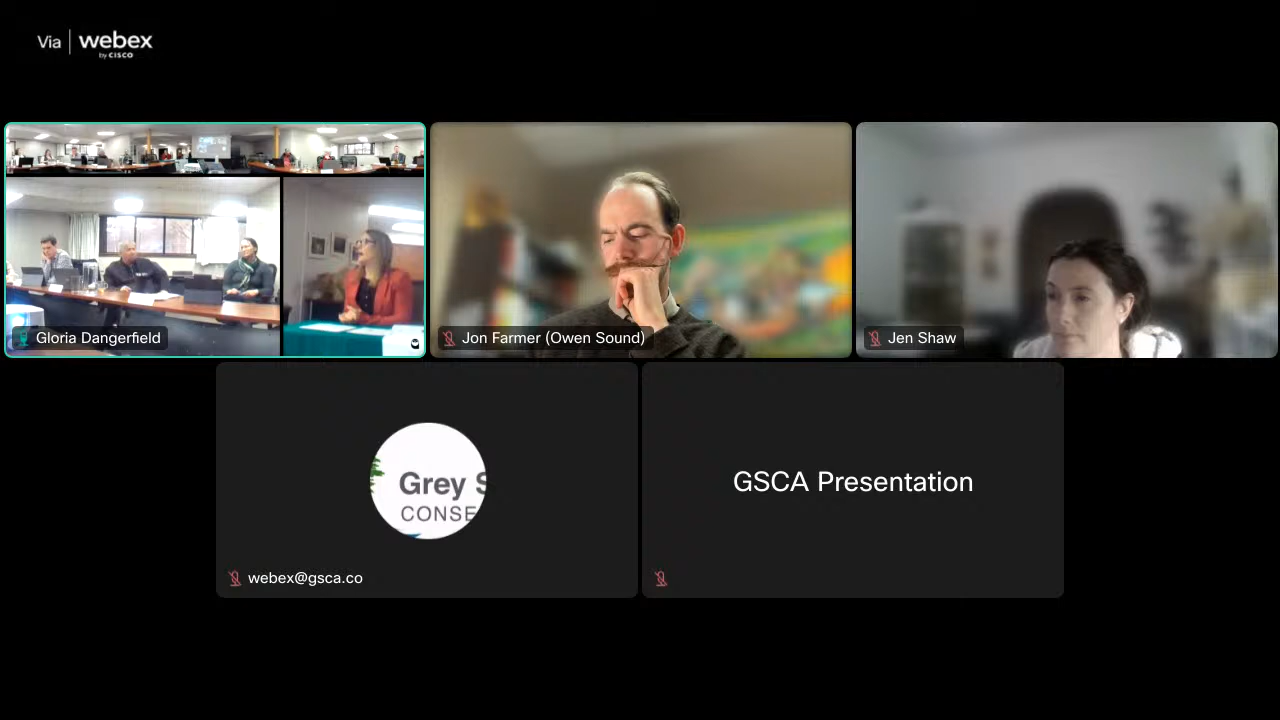 Via | webex
by CISCO
Gloria Dangerfield
Jon Farmer (Owen Sound)
Jen Shaw
Grey S
CONSE
GSCA Presentation
webex@gsca.co